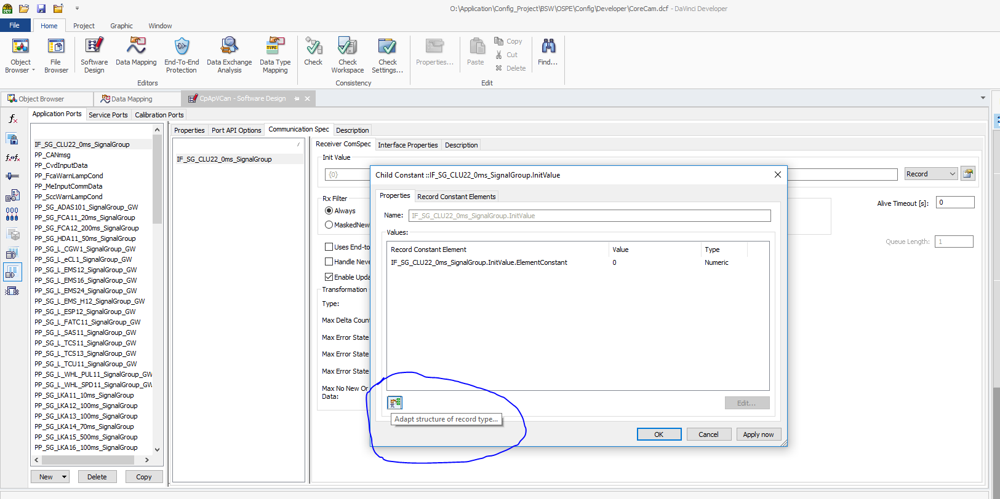 O:\Application\Config_Project\BSW\OSPE\Config\Developer\CoreCam.dcf - DaVinci Developer
File Home Project Graphic Window
Object Browser
File Browser
Software Design
Data Mapping
End-To-End Protection
Data Exchange Analysis
Data Type Mapping
Editors
Check
Check Workspace
Check Settings...
Consistency
Properties...
Paste
Copy
Cut
Delete
Edit
Find...
Object Browser
Data Mapping
CpApVCan - Software Design
Application Ports Service Ports Calibration Ports
IF_SG_CLU22_0ms_SignalGroup
PP_CANmsg
PP_CvdInputData
PP_FcaWarnLampCond
PP_MeInputCommData
PP_SccWarnLampCond
PP_SG_ADAS101_SignalGroup_GW
PP_SG_FCA11_20ms_SignalGroup
PP_SG_FCA12_200ms_SignalGroup
PP_SG_HDA11_50ms_SignalGroup
PP_SG_L_CGW1_SignalGroup_GW
PP_SG_L_eCL1_SignalGroup_GW
PP_SG_L_EMS12_SignalGroup_GW
PP_SG_L_EMS16_SignalGroup_GW
PP_SG_L_EMS24_SignalGroup_GW
PP_SG_L_EMS_H12_SignalGroup_GW
PP_SG_L_ESP12_SignalGroup_GW
PP_SG_L_FATC11_SignalGroup_GW
PP_SG_L_SAS11_SignalGroup_GW
PP_SG_L_TCS11_SignalGroup_GW
PP_SG_L_TCS13_SignalGroup_GW
PP_SG_L_TCU11_SignalGroup_GW
PP_SG_L_WHL_PUL11_SignalGroup_GW
PP_SG_L_WHL_SPD11_SignalGroup_GW
PP_SG_LKA11_10ms_SignalGroup
PP_SG_LKA12_100ms_SignalGroup
PP_SG_LKA13_100ms_SignalGroup
PP_SG_LKA14_70ms_SignalGroup
PP_SG_LKA15_500ms_SignalGroup
PP_SG_LKA16_100ms_SignalGroup
New Delete Copy
Properties Port API Options Communication Spec Description
IF_SG_CLU22_0ms_SignalGroup
Receiver ComSpec Interface Properties Description
Init Value
{0}
Record
Rx Filter
Always
MaskedNew
Alive Timeout [s]: 0
Queue Length: 1
Uses End-to
Handle Neve
Enable Upda
Transformation
Type:
Max Delta Count
Max Error State
Max Error State
Max Error State
Max No New Or
Data:
Child Constant ::IF_SG_CLU22_0ms_SignalGroup.InitValue
Properties Record Constant Elements
Name: IF_SG_CLU22_0ms_SignalGroup.InitValue
Values:
Record Constant Element Value Type
IF_SG_CLU22_0ms_SignalGroup.InitValue.ElementConstant 0 Numeric
Edit...
Adapt structure of record type...
OK Cancel Apply now